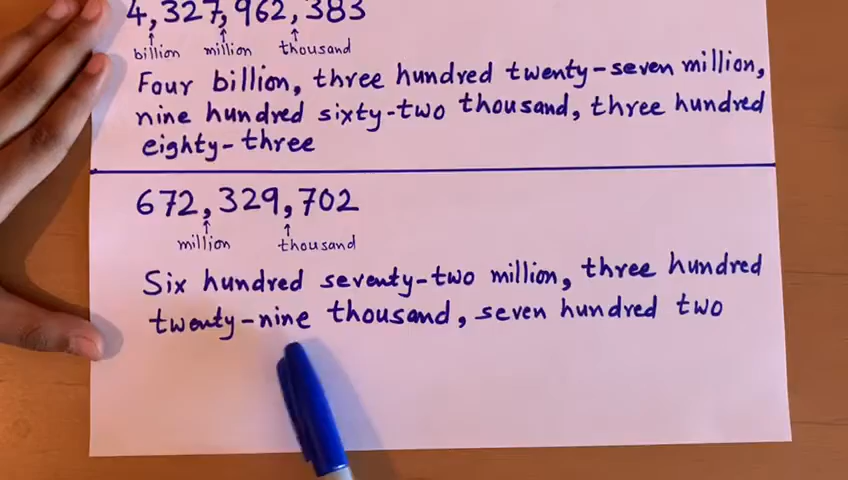 4,327,962,383
↑ ↑ ↑
billion million thousand
Four billion, three hundred twenty-seven million,
nine hundred sixty-two thousand, three hundred
eighty-three
672,329,702
↑ ↑
million thousand
Six hundred seventy-two million, three hundred
twenty-nine thousand, seven hundred two